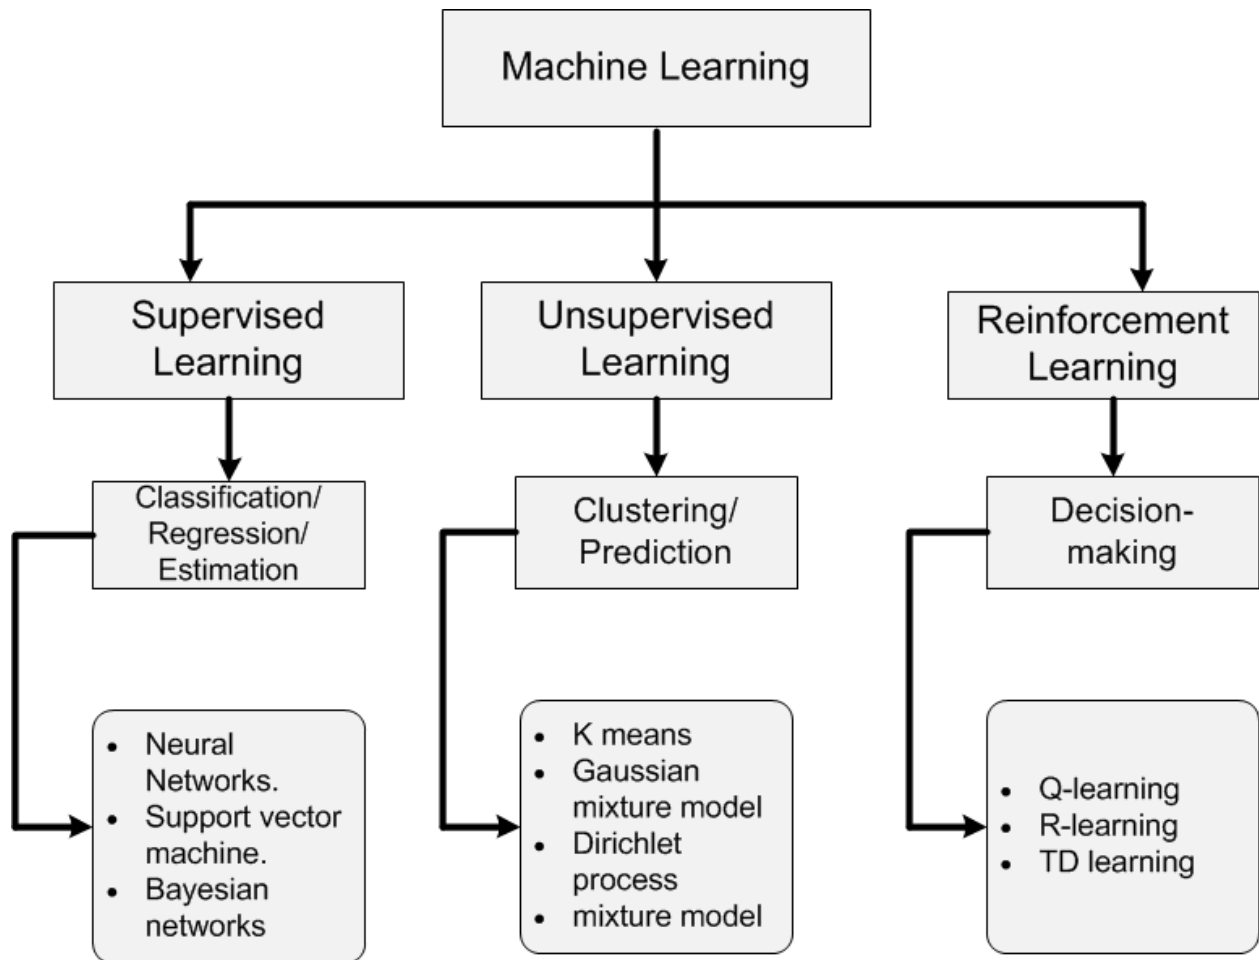 Machine Learning
Supervised
Learning
Unsupervised
Learning
Reinforcement
Learning
Classification/
Regression/
Estimation
Clustering/
Prediction
Decision-
making
• Neural
Networks.
• Support vector
machine.
• Bayesian
networks
• K means
• Gaussian
mixture model
• Dirichlet
process
• mixture model
• Q-learning
• R-learning
• TD learning